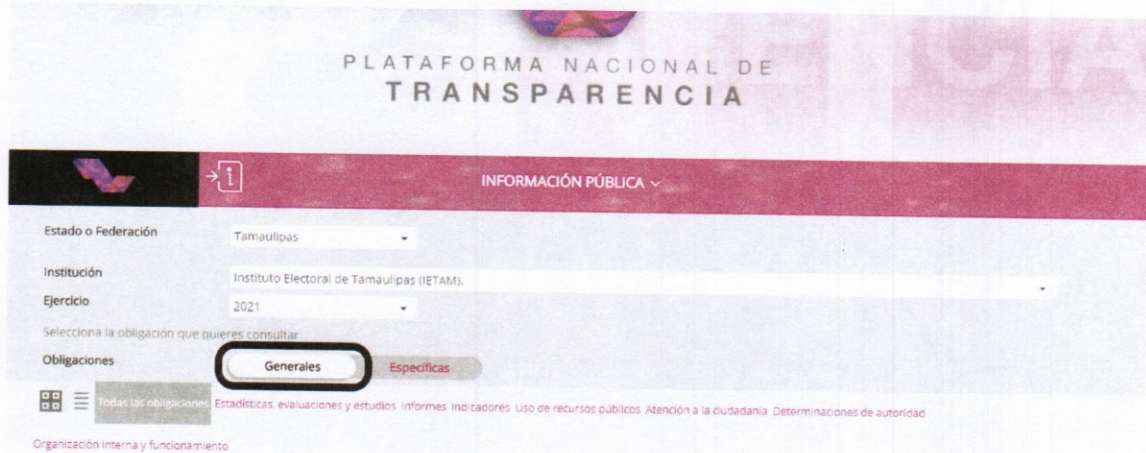 PLATAFORMA NACIONAL DE
TRANSPARENCIA
INFORMACIÓN PÚBLICA
Estado o Federación
Tamaulipas
Institución
Instituto Electoral de Tamaulipas (IETAM).
Ejercicio
2021
Selecciona la obligación que quieres consultar
Obligaciones
Generales
Específicas
Todas las obligaciones Estadísticas, evaluaciones y estudios Informes Indicadores Uso de recursos públicos Atención a la ciudadanía Determinaciones de autoridad
Organización interna y funcionamiento